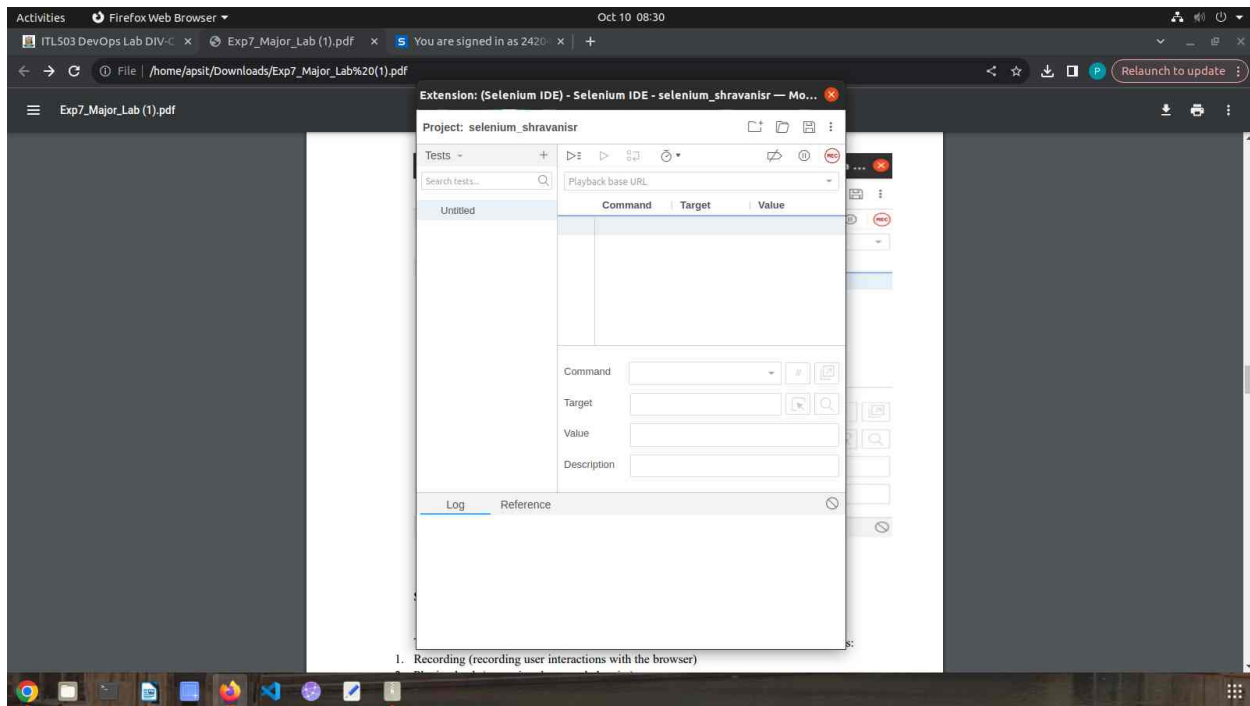 Activities Firefox Web Browser Oct 10 08:30
ITL503 DevOps Lab DIV-C Exp7_Major_Lab (1).pdf S You are signed in as 2420
File /home/apsit/Downloads/Exp7_Major_Lab%20(1).pdf P Relaunch to update
Exp7_Major_Lab (1).pdf
Extension: (Selenium IDE) - Selenium IDE - selenium_shravanisr — Mo...
Project: selenium_shravanisr
Tests
REC
Search tests...
Playback base URL
Command Target Value
Untitled
REC
Command
//
Target
Value
Description
Log Reference
1. Recording (recording user interactions with the browser)